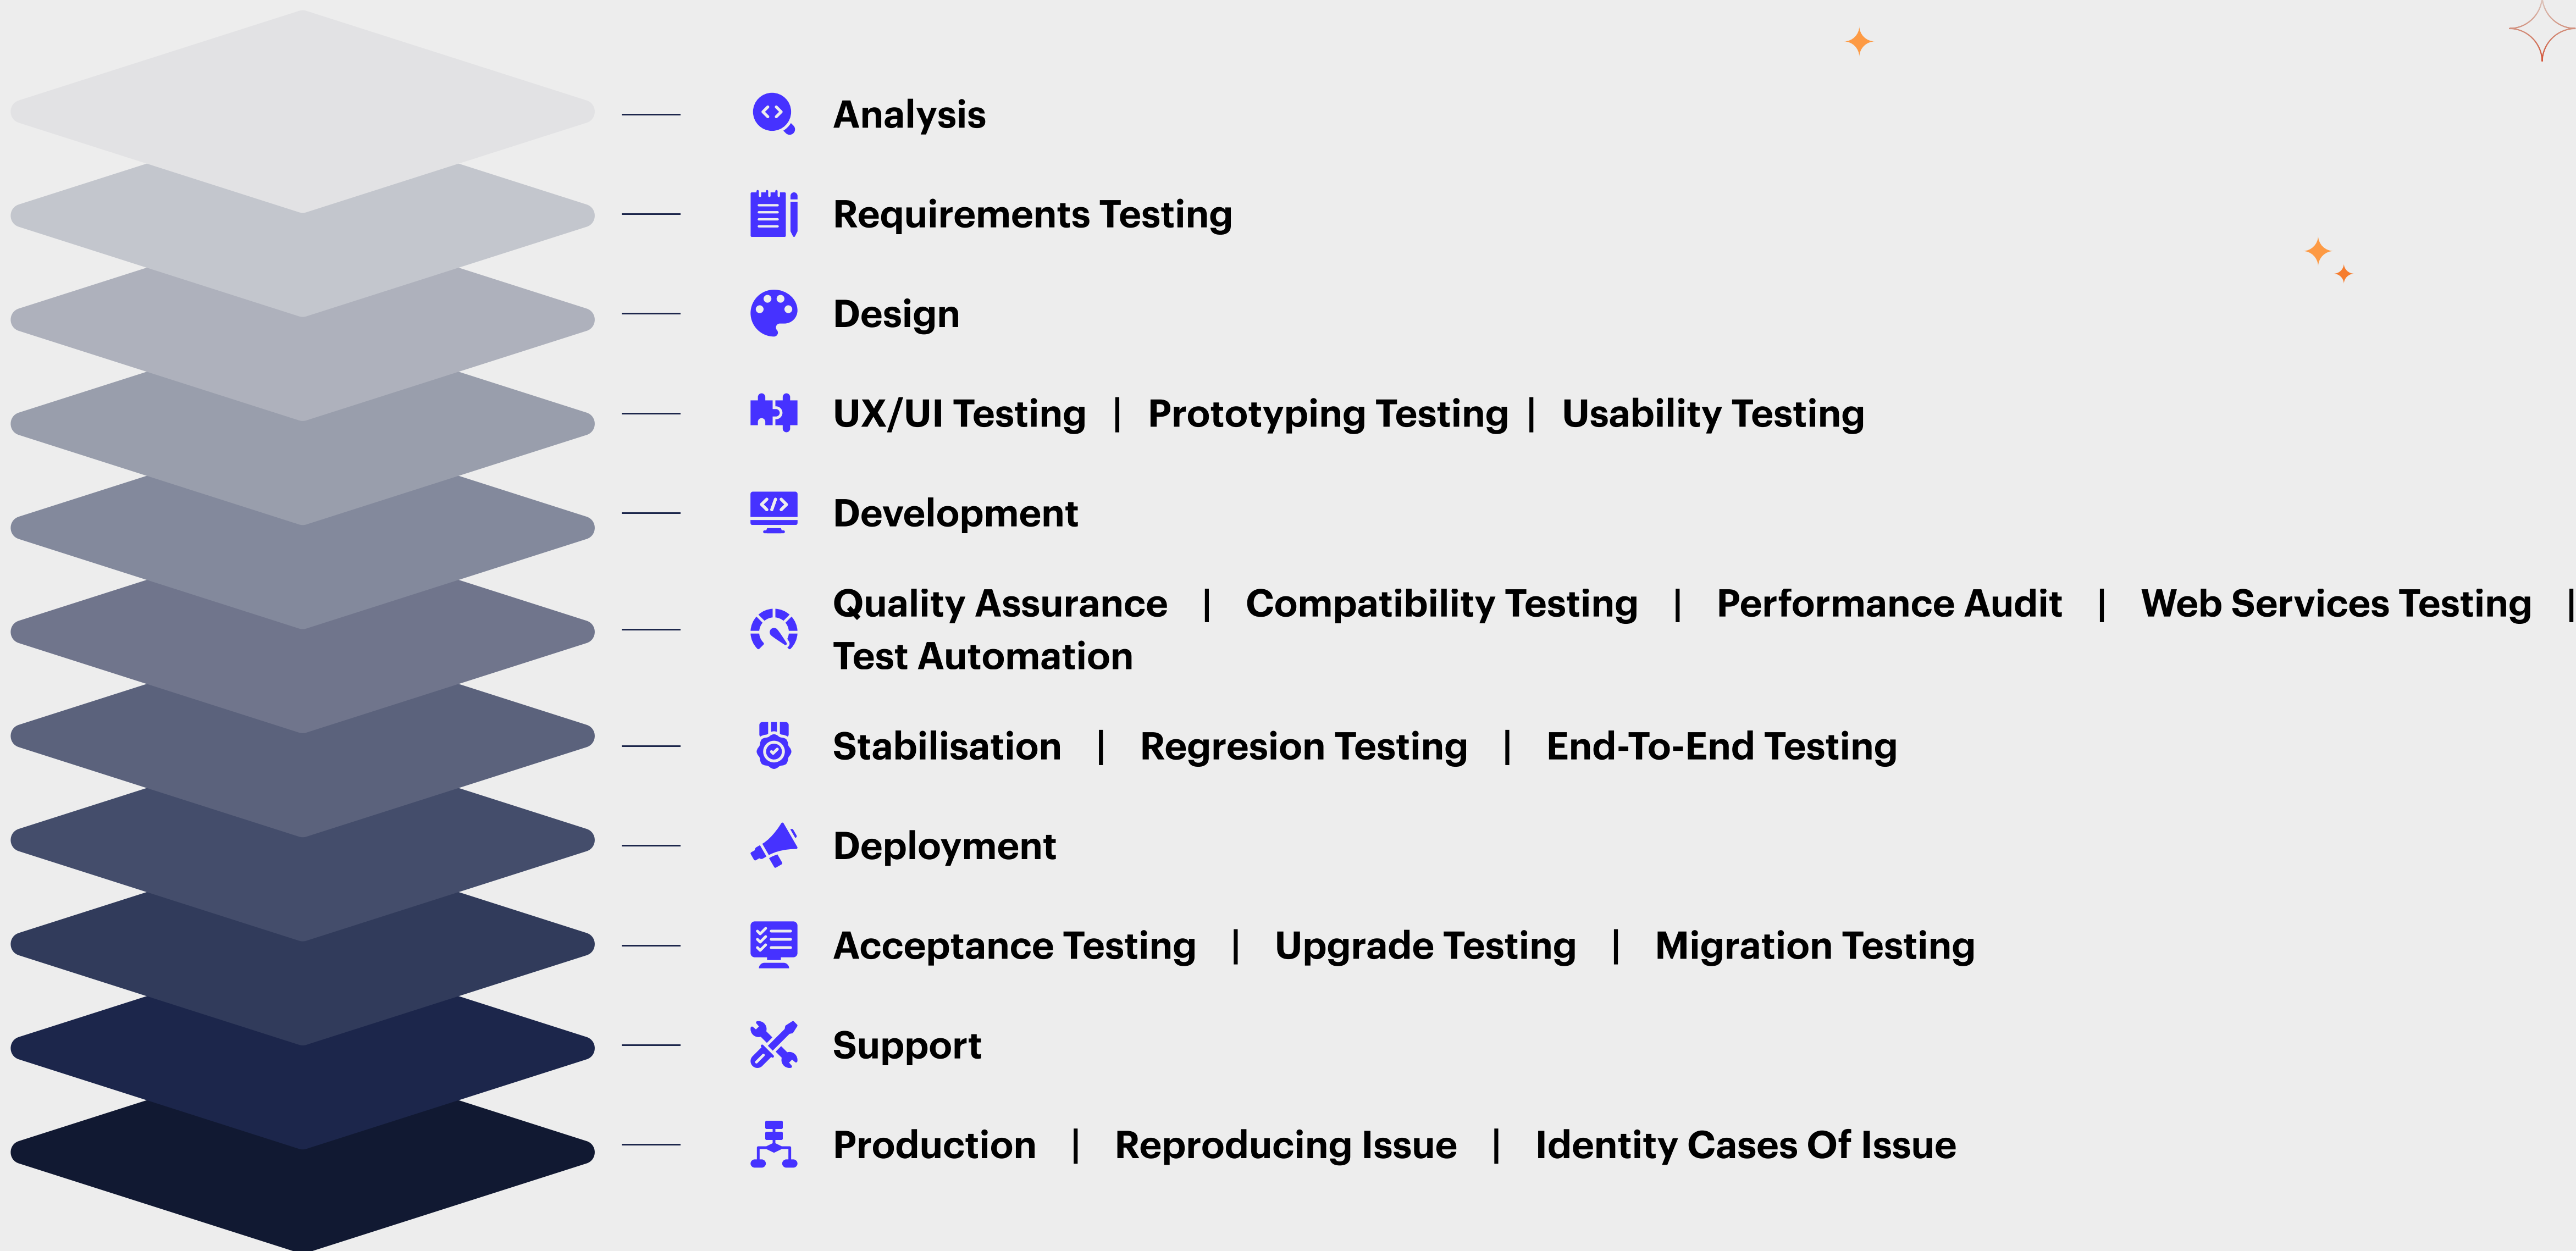 Analysis
Requirements Testing
Design
UX/UI Testing | Prototyping Testing | Usability Testing
Development
Quality Assurance | Compatibility Testing | Performance Audit | Web Services Testing |
Test Automation
Stabilisation | Regresion Testing | End-To-End Testing
Deployment
Acceptance Testing | Upgrade Testing | Migration Testing
Support
Production | Reproducing Issue | Identity Cases Of Issue